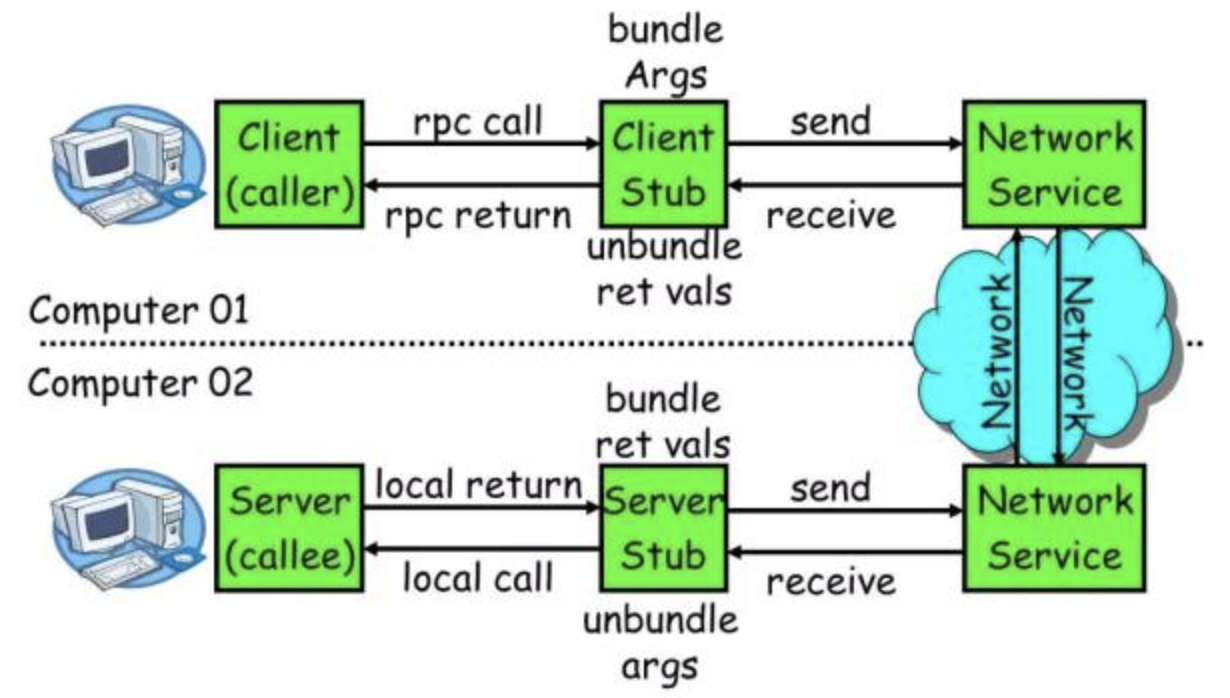 bundle
Args
Client
(caller)
rpc call
rpc return
Client
Stub
send
receive
Network
Service
unbundle
ret vals
Computer 01
Network
Network
Computer 02
bundle
ret vals
Server
(callee)
local return
local call
Server
Stub
send
receive
Network
Service
unbundle
args